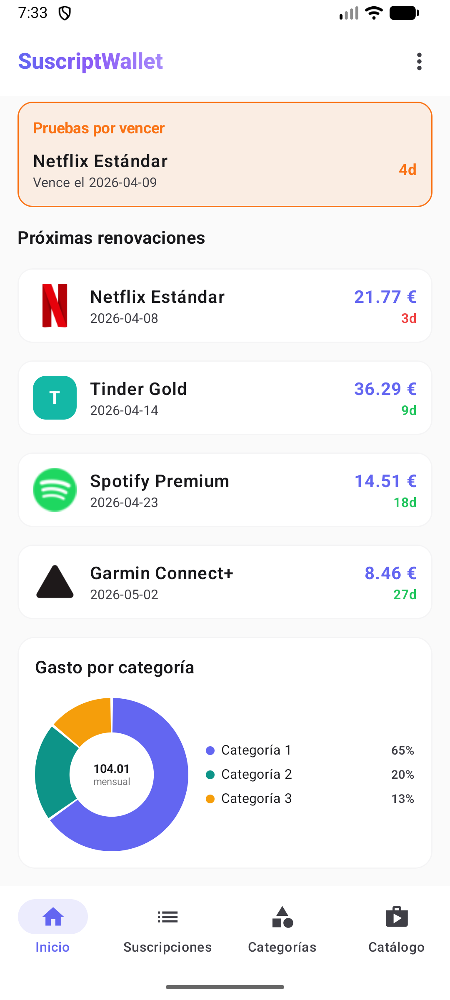 7:33
SuscriptWallet
Pruebas por vencer
Netflix Estándar
Vence el 2026-04-09
4d
Próximas renovaciones
Netflix Estándar
21.77 €
2026-04-08
3d
T
Tinder Gold
36.29 €
2026-04-14
9d
Spotify Premium
14.51 €
2026-04-23
18d
Garmin Connect+
8.46 €
2026-05-02
27d
Gasto por categoría
104.01
mensual
Categoría 1 65%
Categoría 2 20%
Categoría 3 13%
Inicio
Suscripciones
Categorías
Catálogo